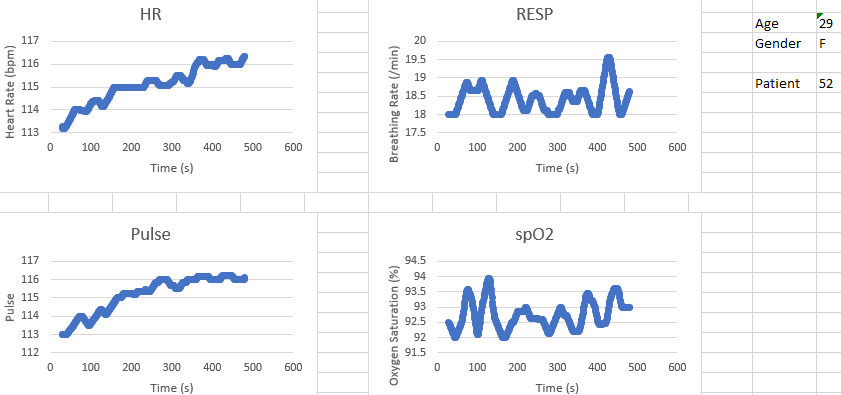 HR
Heart Rate (bpm)
117
116
115
114
113
0 100 200 300 400 500 600
Time (s)
RESP
Breathing Rate (/min)
20
19.5
19
18.5
18
17.5
0 100 200 300 400 500 600
Time (s)
Age 29
Gender F
Patient 52
Pulse
Pulse
117
116
115
114
113
112
0 100 200 300 400 500 600
Time (s)
spO2
Oxygen Saturation (%)
94.5
94
93.5
93
92.5
92
91.5
0 100 200 300 400 500 600
Time (s)